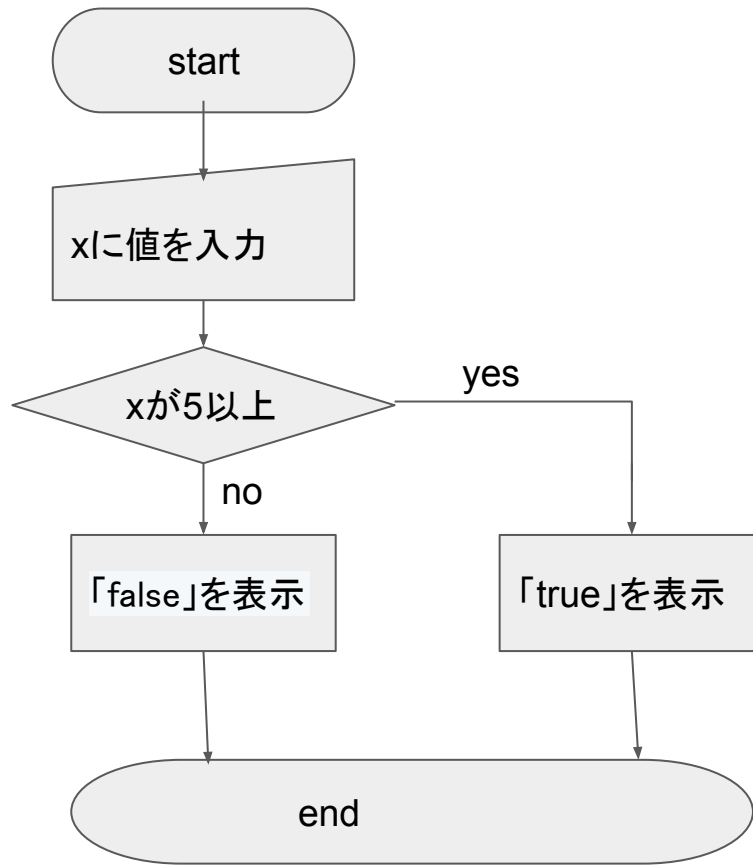 start
xに値を入力
xが5以上
yes
no
「false」を表示
「true」を表示
end